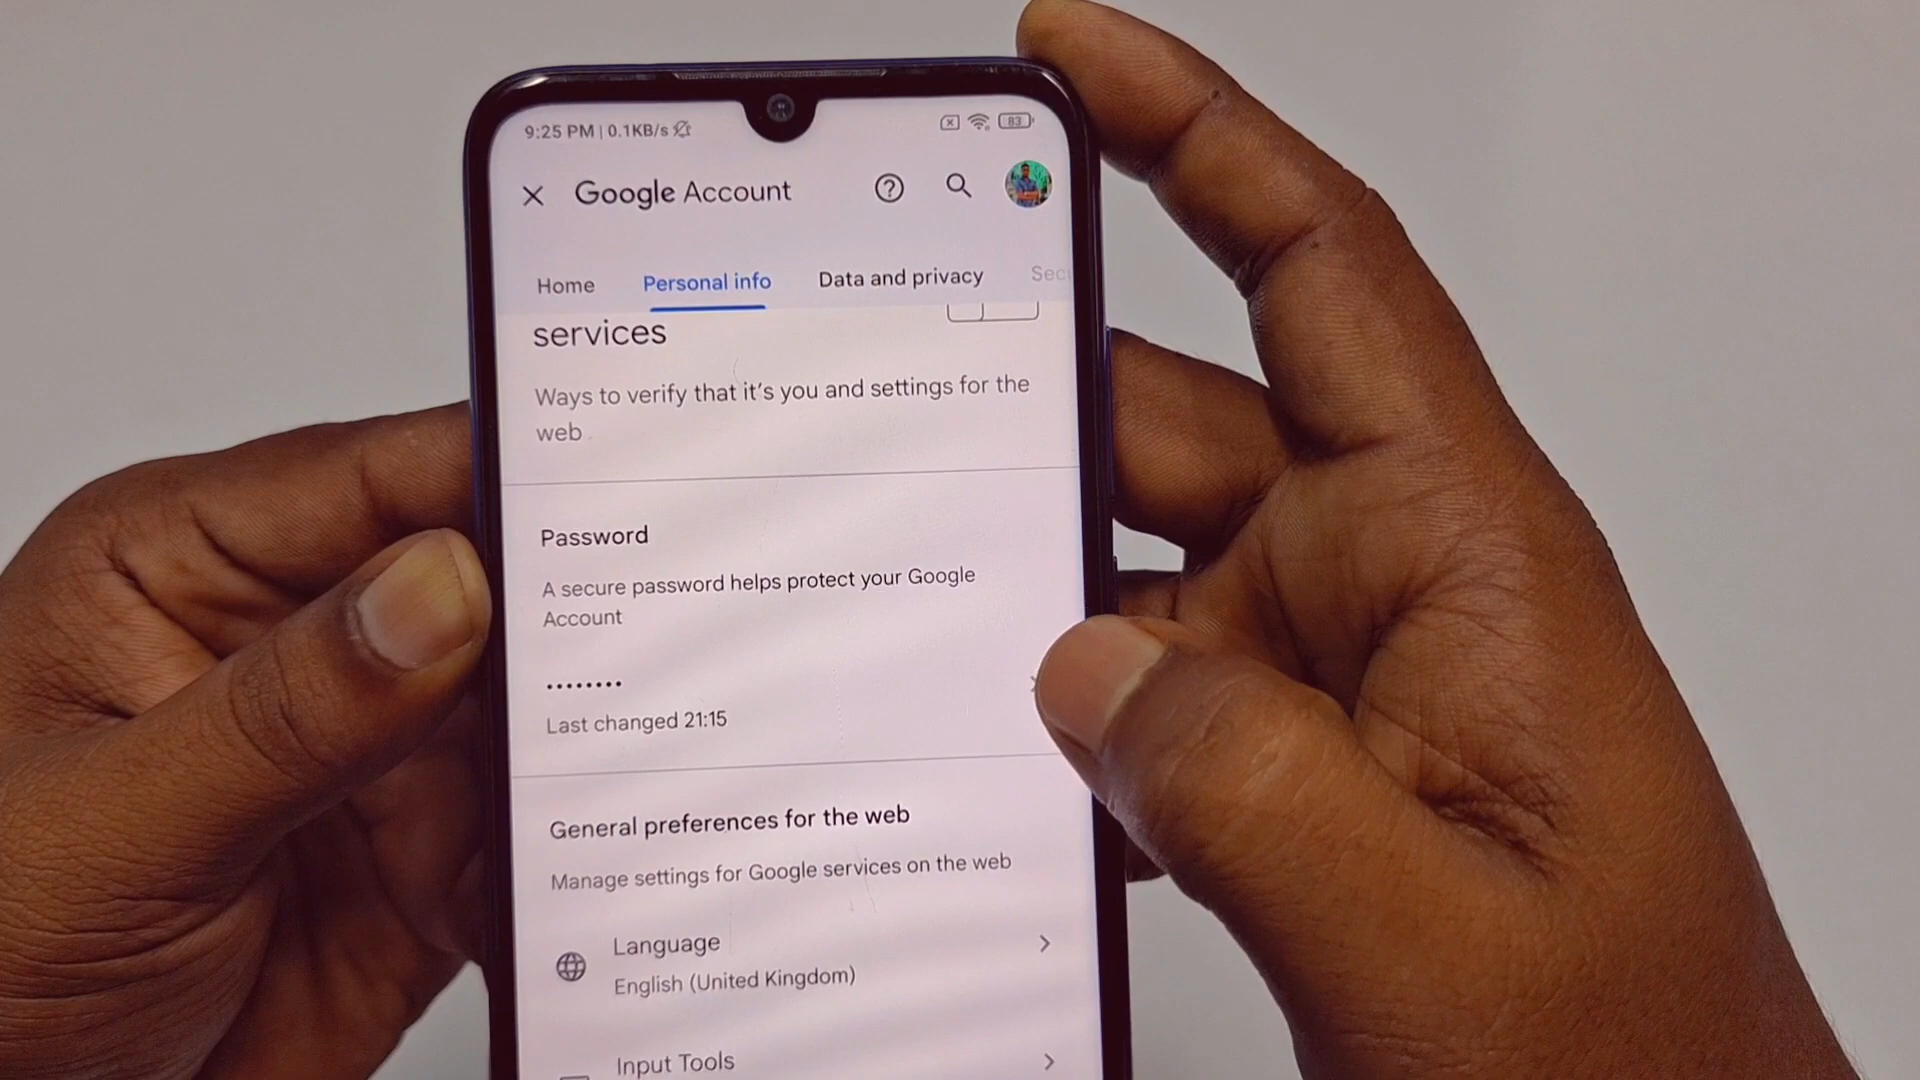 9:25 PM | 0.1KB/s
83
Google Account
Home
Personal info
Data and privacy
services
Ways to verify that it's you and settings for the
web
Password
A secure password helps protect your Google
Account
••••••••
Last changed 21:15
General preferences for the web
Manage settings for Google services on the web
Language
English (United Kingdom)
Input Tools